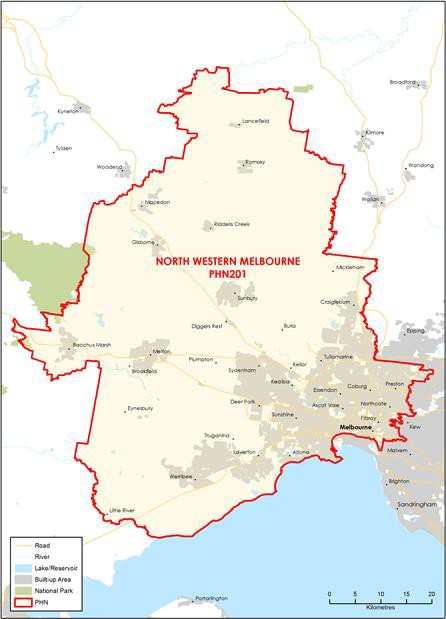 Broadford
Kyneton
Lancefield
Kilmore
Tylden
Romsey
Woodend
Wandong
Macedon
Wallan
Riddells Creek
Gisborne
NORTH WESTERN MELBOURNE
PHN201
Mickleham
Sunbury
Craigieburn
Diggers Rest
Bulla
Epping
Bacchus Marsh
Melton
Tullamarine
Plumpton
Keilor
Brookfield
Sydenham
Keilba
Essendon
Coburg
Preston
Deer Park
Ascot Vale
Northcote
Eynesbury
Sunshine
Fitzroy
Melbourne
Kew
Truganina
Laverton
Altona
Malvern
Werribee
Brighton
Little River
Sandringham
Road
River
Lake/Reservoir
Built-up Area
National Park
PHN
Portarlington
0 5 10 15 20
Kilometres